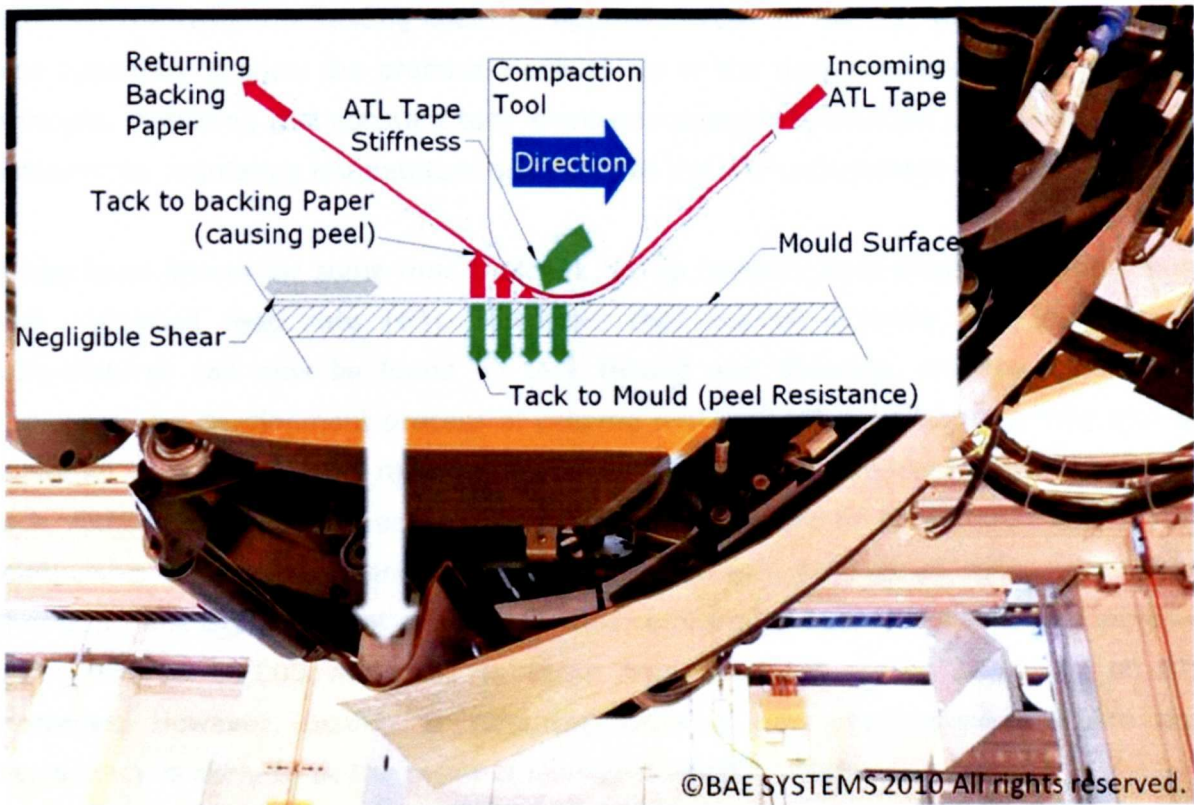 Returning
Backing
Paper
ATL Tape
Stiffness
Compaction
Tool
Direction
Incoming
ATL Tape
Tack to backing Paper
(causing peel)
Mould Surface
Negligible Shear
Tack to Mould (peel Resistance)
©BAE SYSTEMS 2010 All rights reserved.